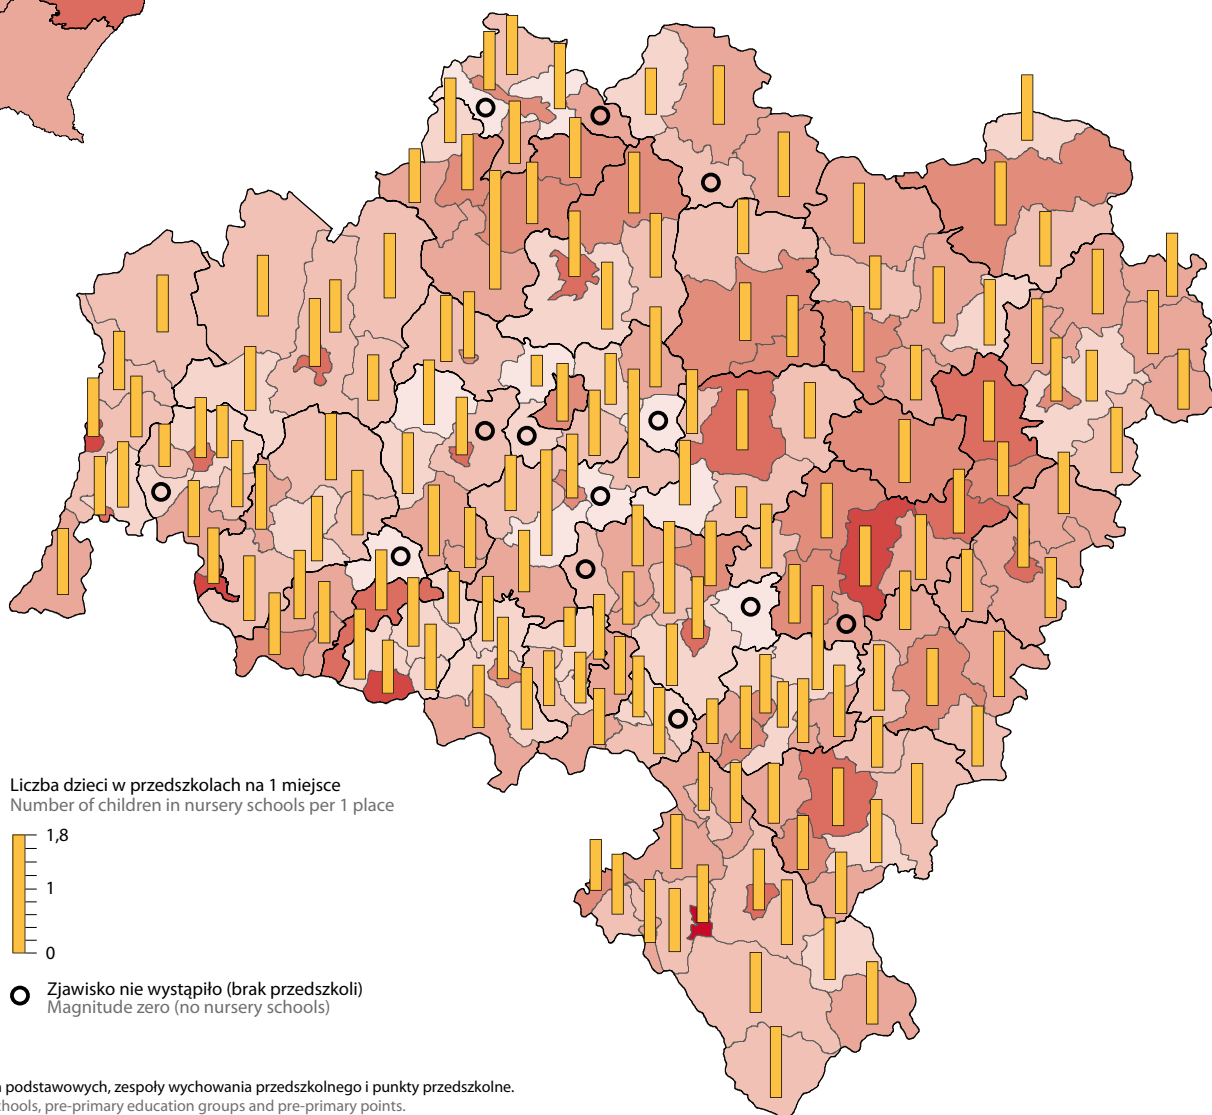 Liczba dzieci w przedszkolach na 1 miejsce
Number of children in nursery schools per 1 place
1,8
1
0
Zjawisko nie wystąpiło (brak przedszkoli)
Magnitude zero (no nursery schools)
podstawowych, zespoły wychowania przedszkolnego i punkty przedszkolne.
pre-primary education groups and pre-primary points.